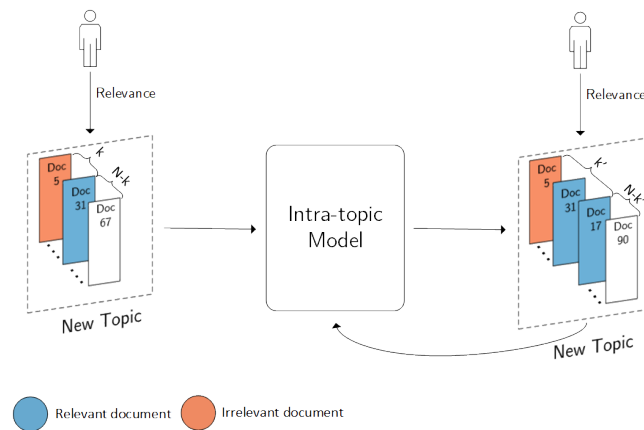 Relevance
Relevance
k
N-k
Doc
5
Doc
31
Doc
67
Intra-topic
Model
k'
N-k'
Doc
5
Doc
31
Doc
17
Doc
90
New Topic
New Topic
Relevant document
Irrelevant document